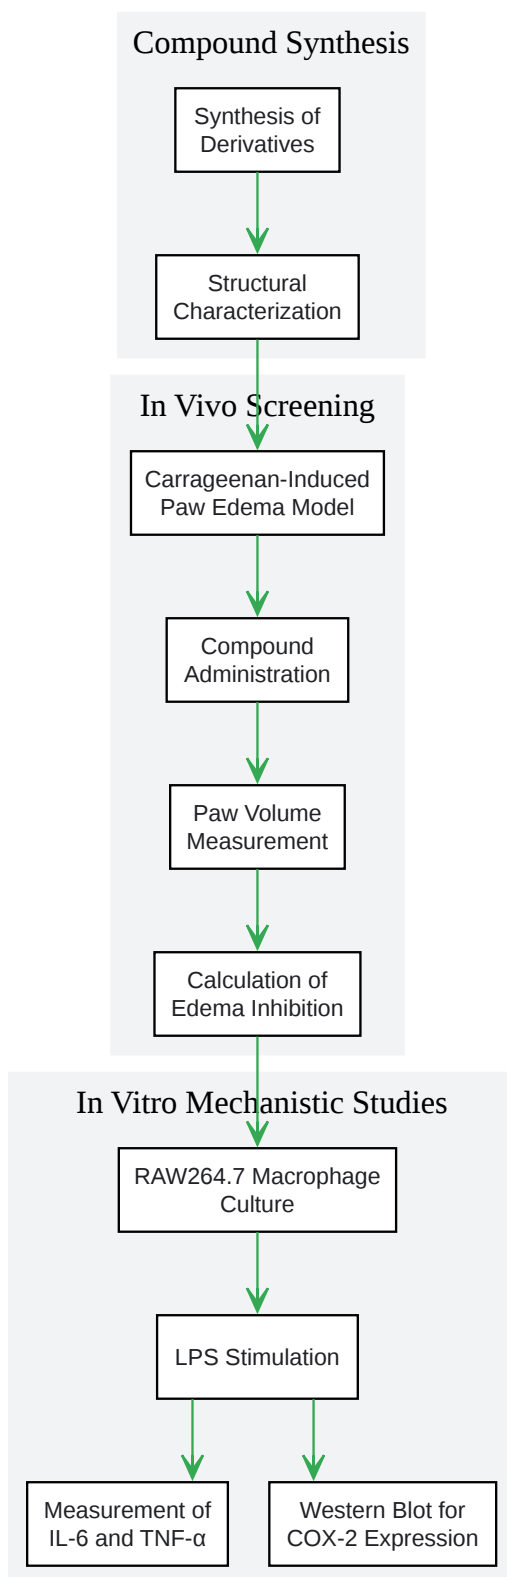 Compound Synthesis
Synthesis of
Derivatives
Structural
Characterization
In Vivo Screening
Carrageenan-Induced
Paw Edema Model
Compound
Administration
Paw Volume
Measurement
Calculation of
Edema Inhibition
In Vitro Mechanistic Studies
RAW264.7 Macrophage
Culture
LPS Stimulation
Measurement of
IL-6 and TNF-α
Western Blot for
COX-2 Expression